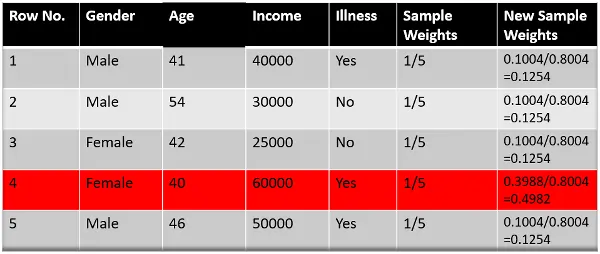 Row No. Gender Age Income Illness Sample Weights New Sample Weights
1 Male 41 40000 Yes 1/5 0.1004/0.8004 =0.1254
2 Male 54 30000 No 1/5 0.1004/0.8004 =0.1254
3 Female 42 25000 No 1/5 0.1004/0.8004 =0.1254
4 Female 40 60000 Yes 1/5 0.3988/0.8004 =0.4982
5 Male 46 50000 Yes 1/5 0.1004/0.8004 =0.1254